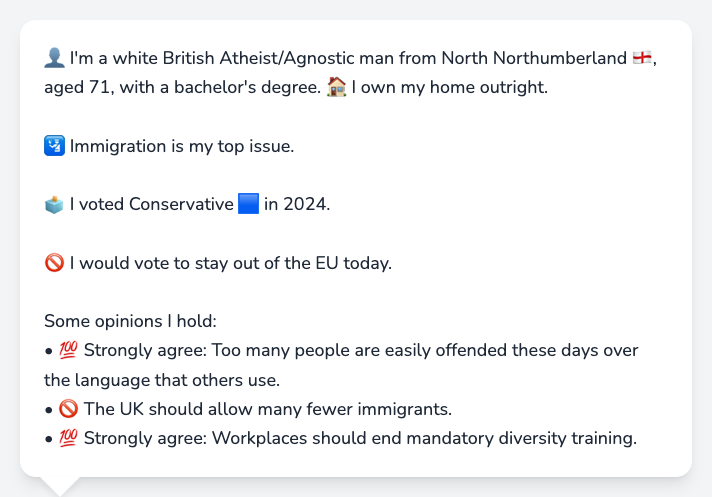 👤 I'm a white British Atheist/Agnostic man from North Northumberland 🏴󠁧󠁢󠁥󠁮󠁧󠁿,
aged 71, with a bachelor's degree. 🏠 I own my home outright.
🛂 Immigration is my top issue.
🗳️ I voted Conservative 🟦 in 2024.
🚫 I would vote to stay out of the EU today.
Some opinions I hold:
• 💯 Strongly agree: Too many people are easily offended these days over
the language that others use.
• 🚫 The UK should allow many fewer immigrants.
• 💯 Strongly agree: Workplaces should end mandatory diversity training.